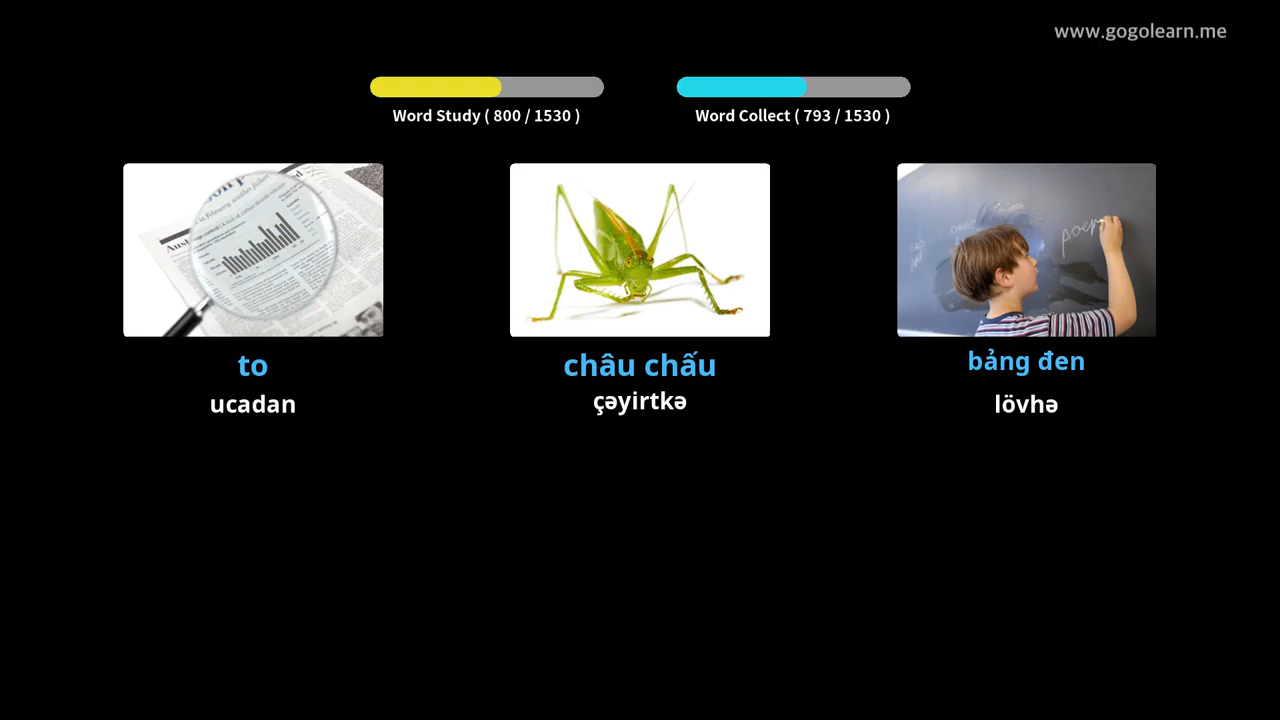 www.gogolearn.me
Word Study ( 800 / 1530 )
Word Collect ( 793 / 1530 )
to
châu chấu
bảng đen
ucadan
çəyirtkə
lövhə